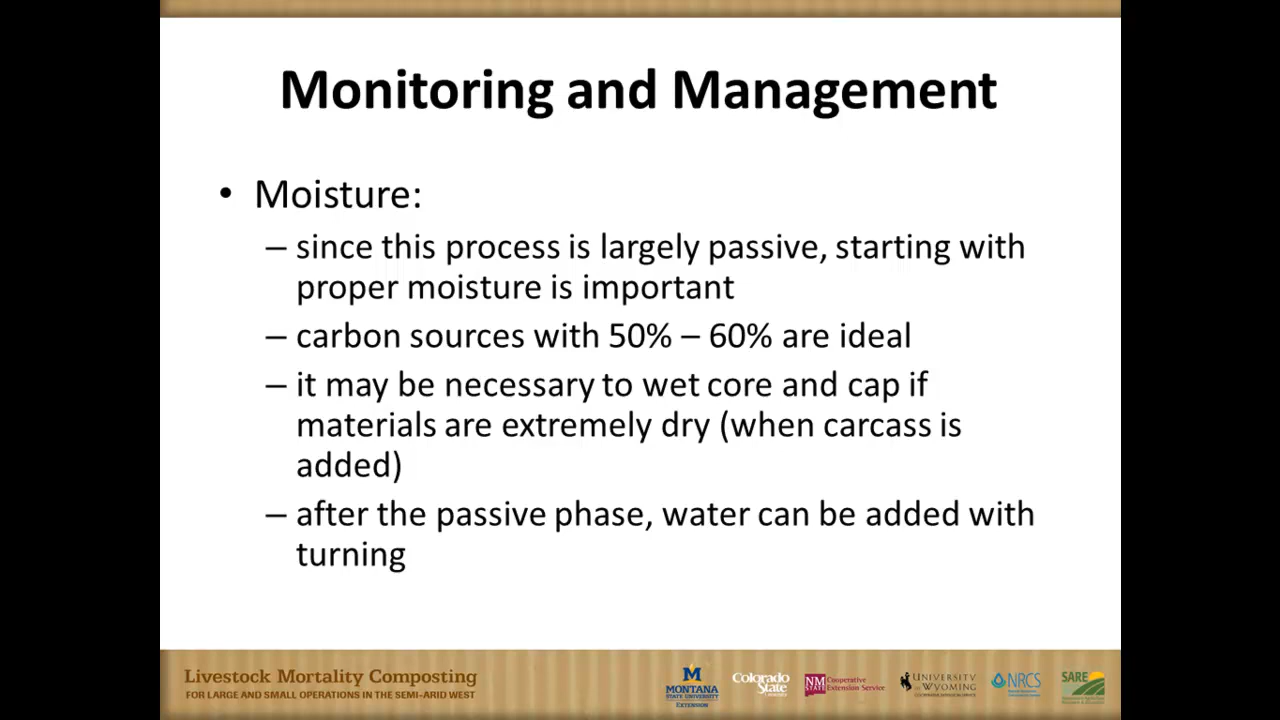 Monitoring and Management
• Moisture:
– since this process is largely passive, starting with
proper moisture is important
– carbon sources with 50% – 60% are ideal
– it may be necessary to wet core and cap if
materials are extremely dry (when carcass is
added)
– after the passive phase, water can be added with
turning
Livestock Mortality Composting
FOR LARGE AND SMALL OPERATIONS IN THE SEMI-ARID WEST
M
MONTANA
STATE UNIVERSITY
EXTENSION
Colorado
State
NM
STATE
Cooperative
Extension Service
UNIVERSITY
OF WYOMING
NRCS
SARE